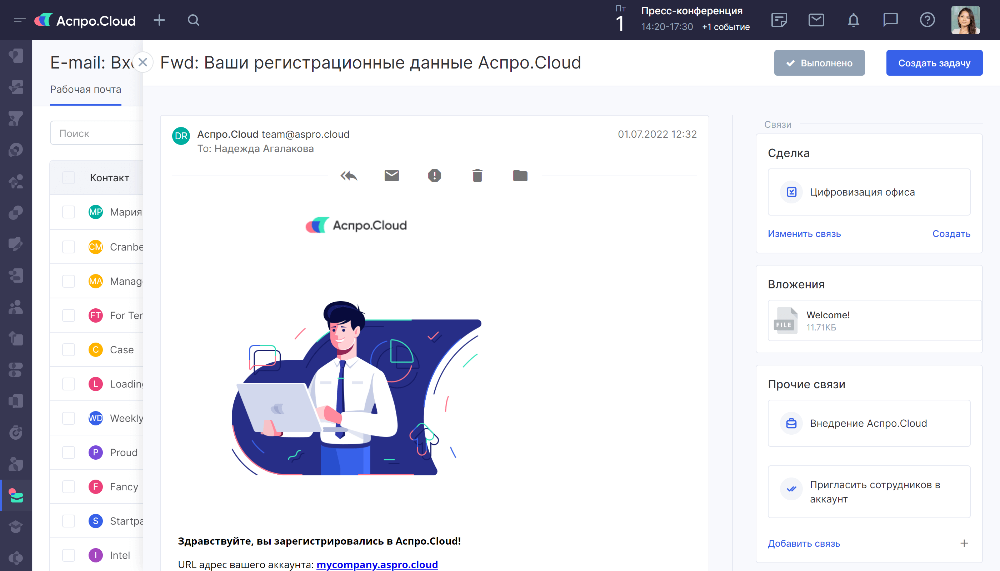 Аспро.Cloud
Пт
1
Пресс-конференция
14:20-17:30 +1 событие
E-mail: Вх
Рабочая почта
Поиск
Контакт
MP Мария
CM Cranbe
MA Manag
FT For Ter
C Case
L Loading
WD Weekly
P Proud
F Fancy
S Startpa
I Intel
Fwd: Ваши регистрационные данные Аспро.Cloud
Выполнено
Создать задачу
DR
Аспро.Cloud team@aspro.cloud
01.07.2022 12:32
To: Надежда Агалакова
Аспро.Cloud
Здравствуйте, вы зарегистрировались в Аспро.Cloud!
URL адрес вашего аккаунта: mycompany.aspro.cloud
Связи
Сделка
Цифровизация офиса
Изменить связь
Создать
Вложения
FILE
Welcome!
11.71КБ
Прочие связи
Внедрение Аспро.Cloud
Пригласить сотрудников в
аккаунт
Добавить связь